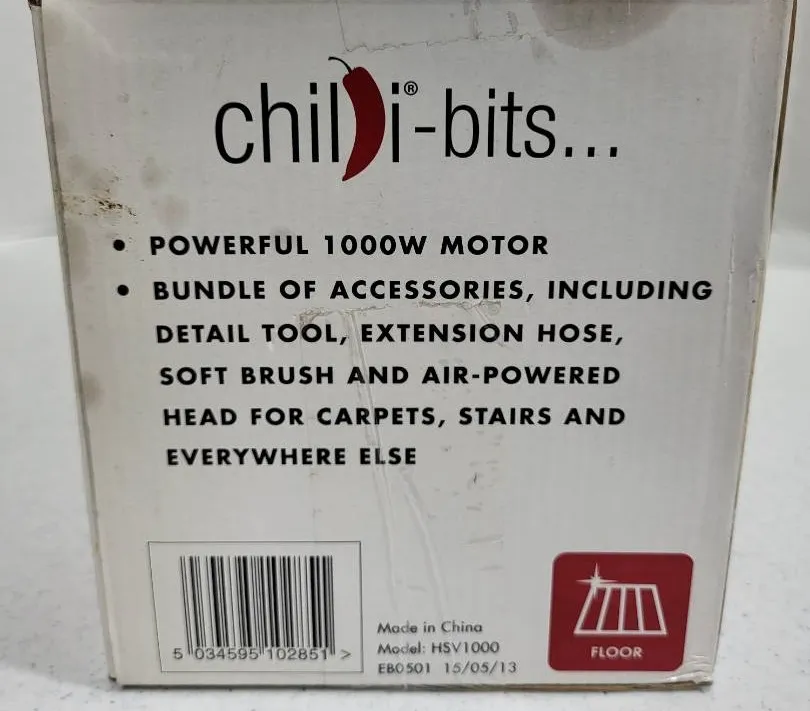 chilli®-bits...
• POWERFUL 1000W MOTOR
• BUNDLE OF ACCESSORIES, INCLUDING
DETAIL TOOL, EXTENSION HOSE,
SOFT BRUSH AND AIR-POWERED
HEAD FOR CARPETS, STAIRS AND
EVERYWHERE ELSE
5 034595 102851 >
Made in China
Model: HSV1000
EB0501 15/05/13
FLOOR